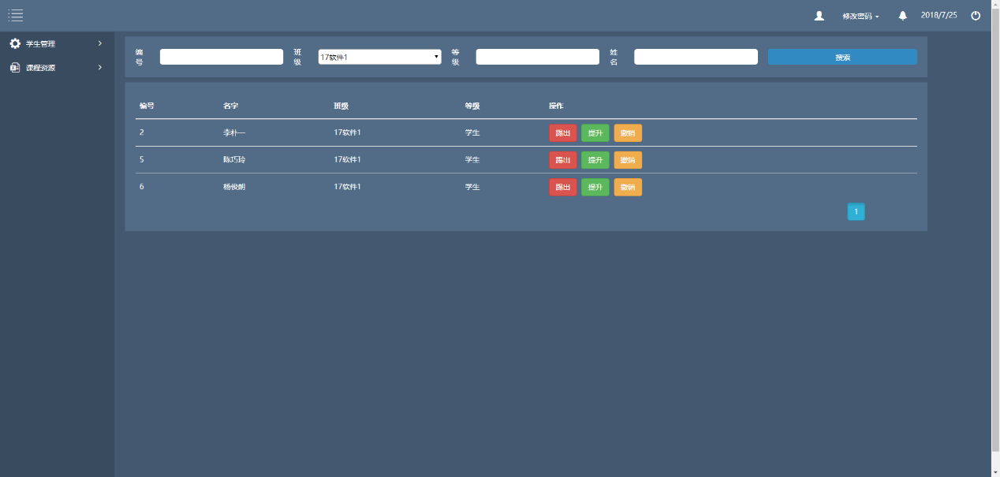 修改密码
2018/7/25
学生管理
课程资源
编号
班级
17软件1
等级
姓名
搜索
编号 名字 班级 等级 操作
2 李朴一 17软件1 学生 踢出 提升 撤销
5 陈巧玲 17软件1 学生 踢出 提升 撤销
6 杨俊朗 17软件1 学生 踢出 提升 撤销
1